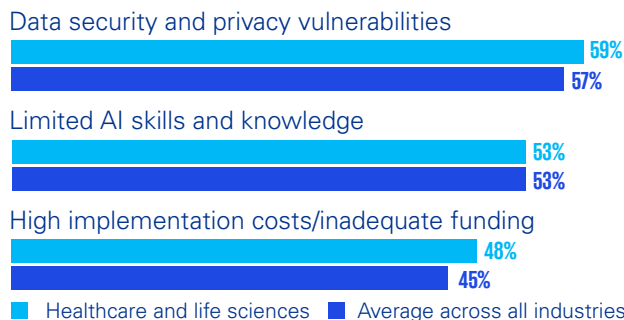 Data security and privacy vulnerabilities
59%
57%
Limited AI skills and knowledge
53%
53%
High implementation costs/inadequate funding
48%
45%
Healthcare and life sciences Average across all industries